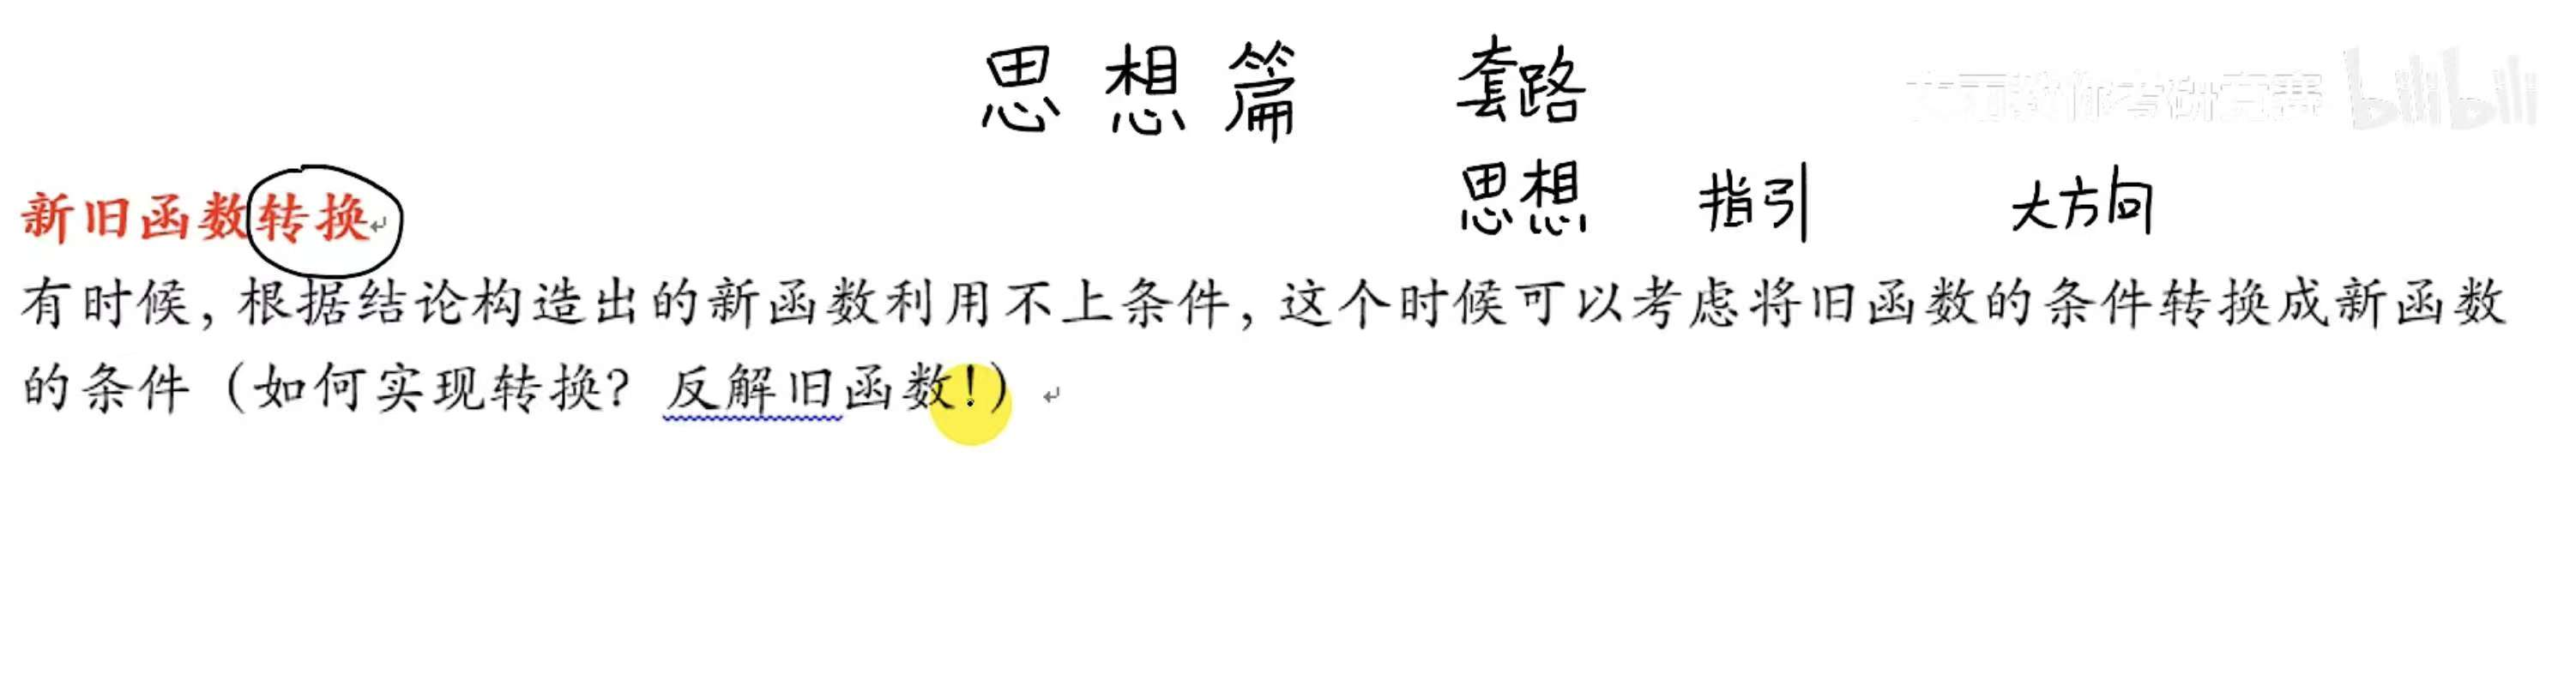 思想篇 套路
思想 指引 大方向
新旧函数转换
有时候，根据结论构造出的新函数利用不上条件，这个时候可以考虑将旧函数的条件转换成新函数
的条件（如何实现转换？反解旧函数！）
bilibili